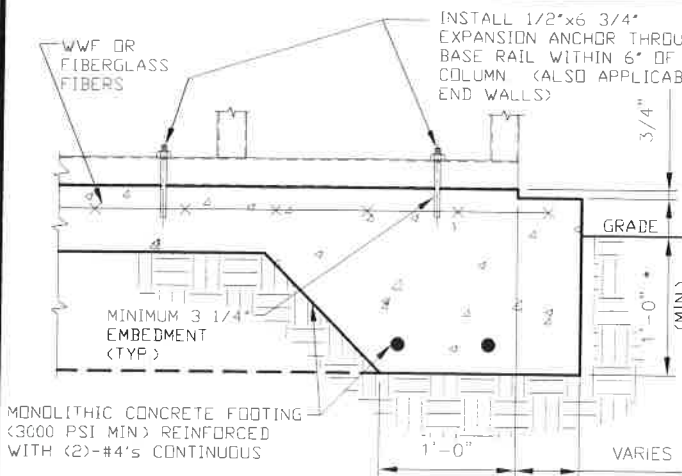 INSTALL 1/2"x6 3/4"
EXPANSION ANCHOR
BASE RAIL WITHIN 6" OF
COLUMN (ALSO
END WALLS)
WWF OR
FIBERGLASS
FIBERS
3/4"
GRADE
1'-0"
(MIN)
MINIMUM 3 1/4"
EMBEDMENT
(TYP)
MONOLITHIC CONCRETE FOOTING
(3000 PSI MIN) REINFORCED
WITH (2)-#4's CONTINUOUS
1'-0"
VARIES